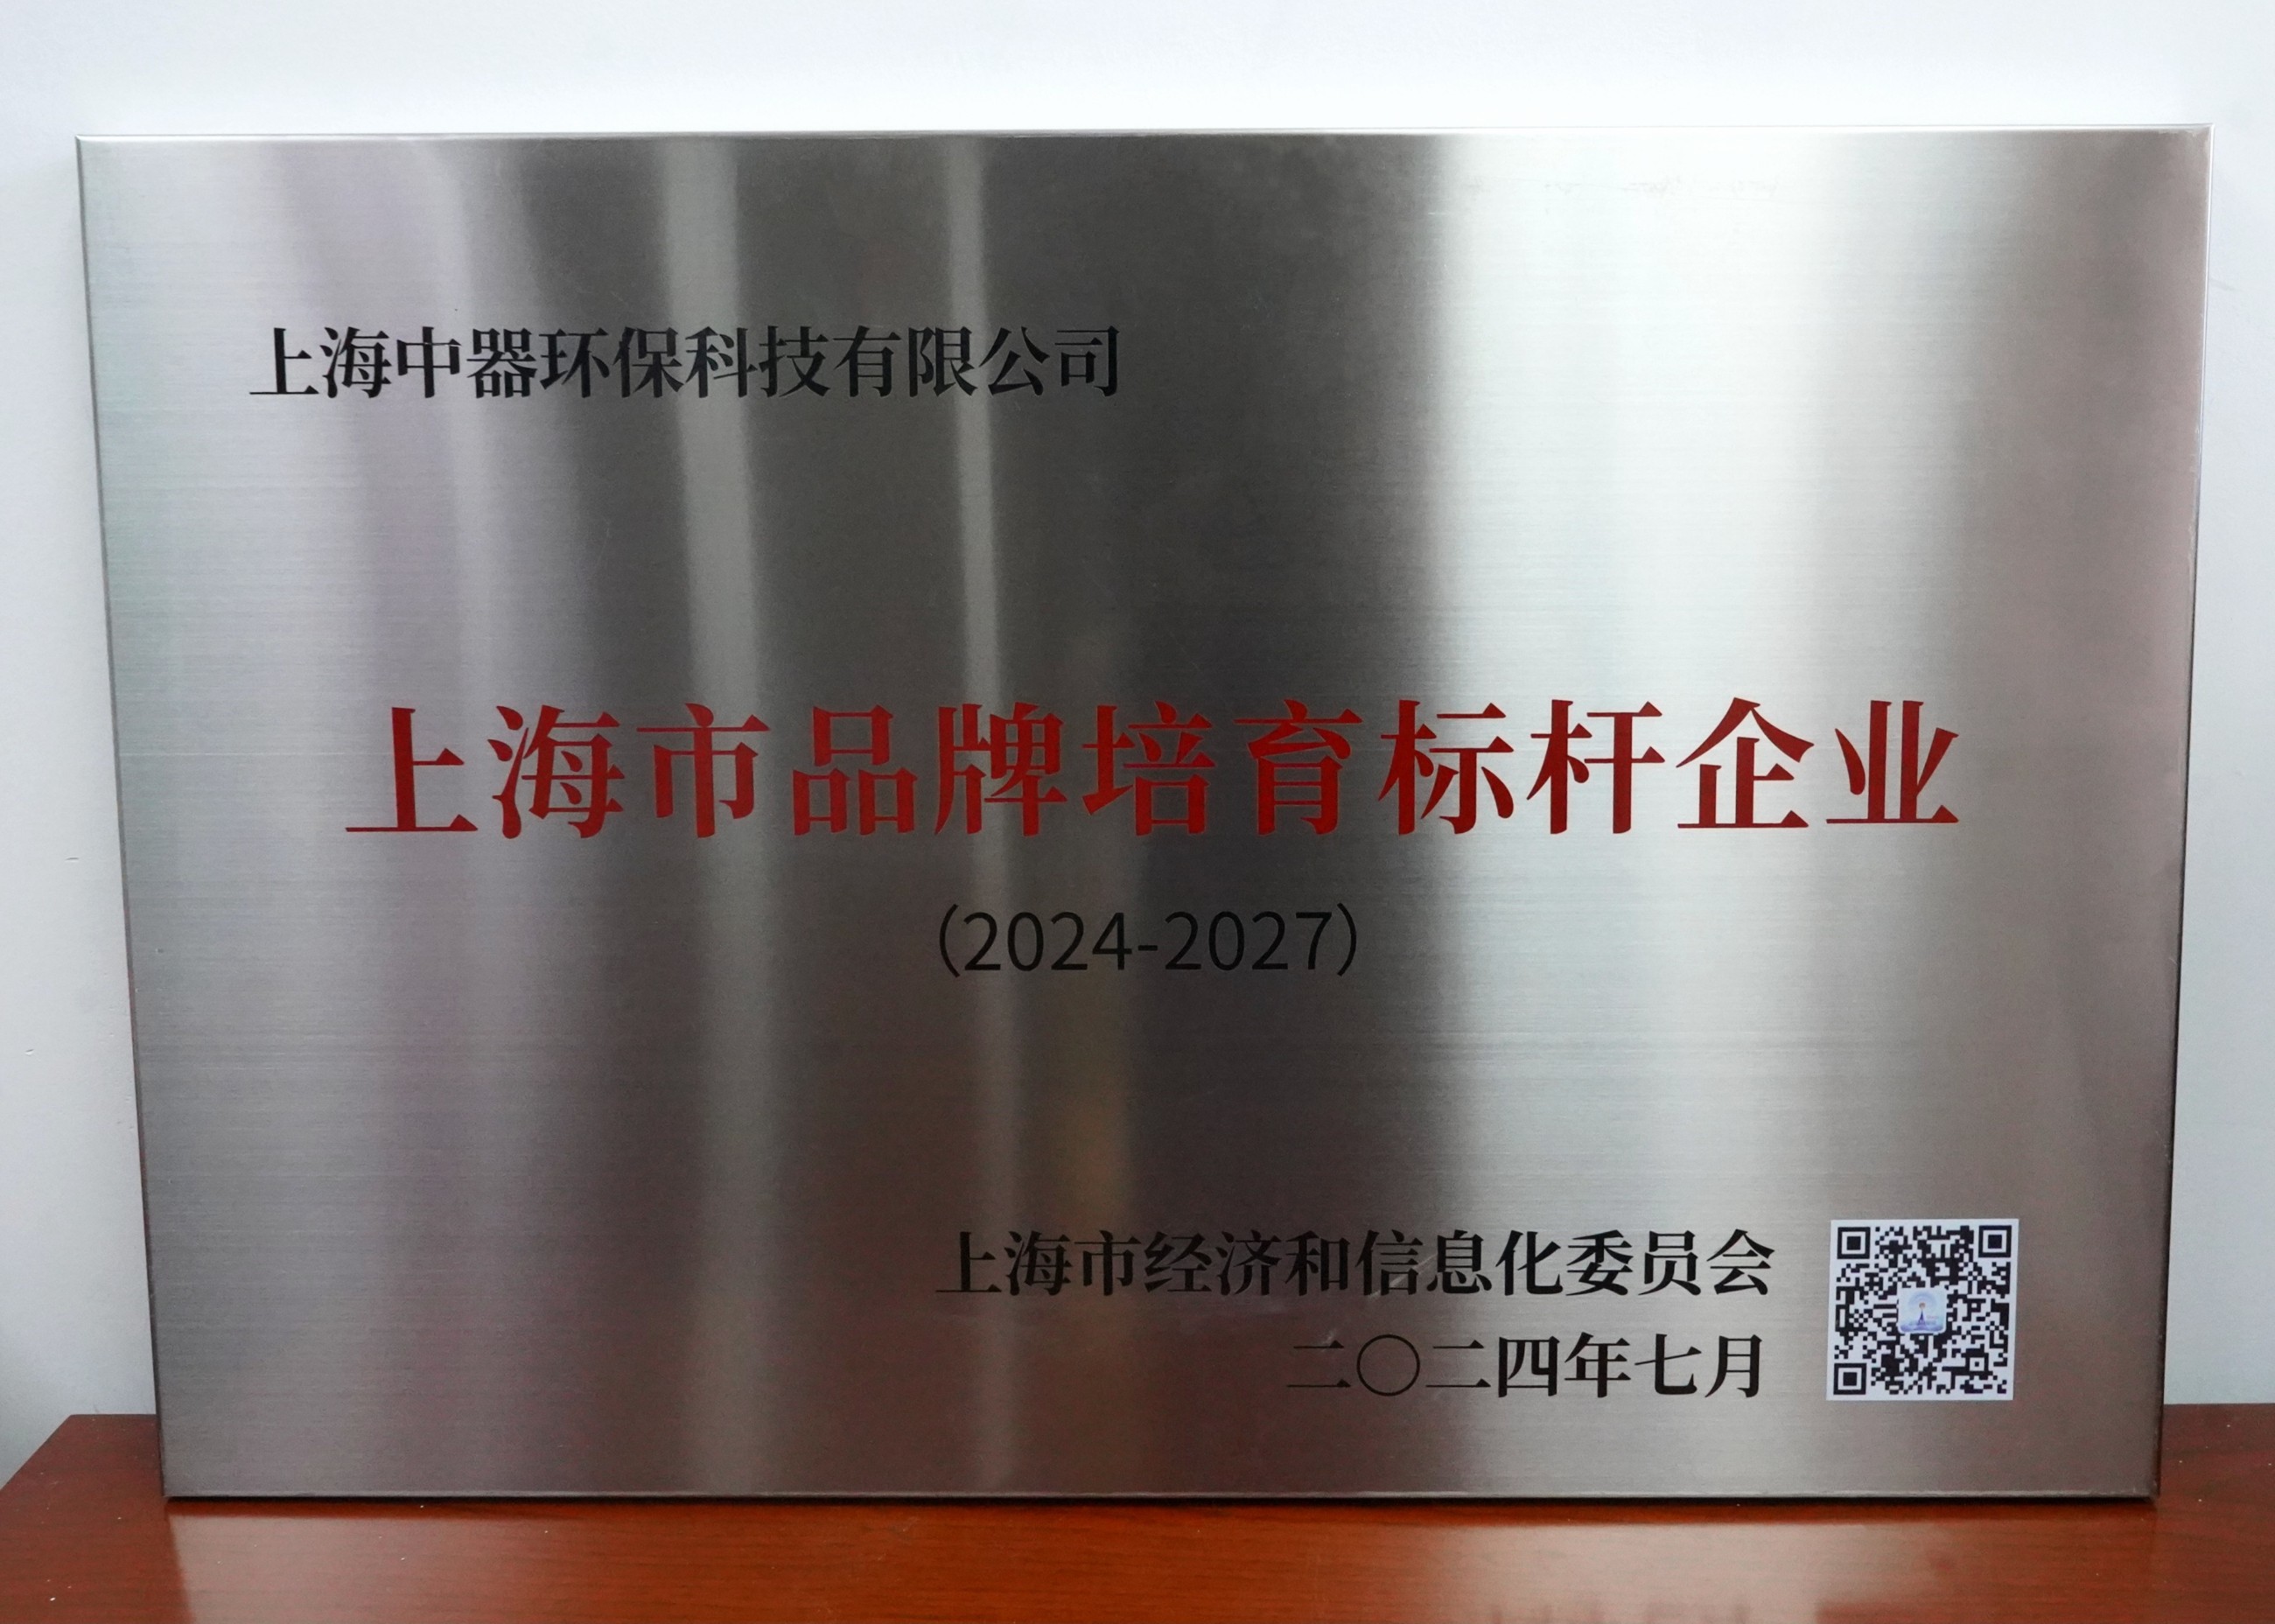 上海中器环保科技有限公司
上海市品牌培育标杆企业
（2024-2027）
上海市经济和信息化委员会
二〇二四年七月